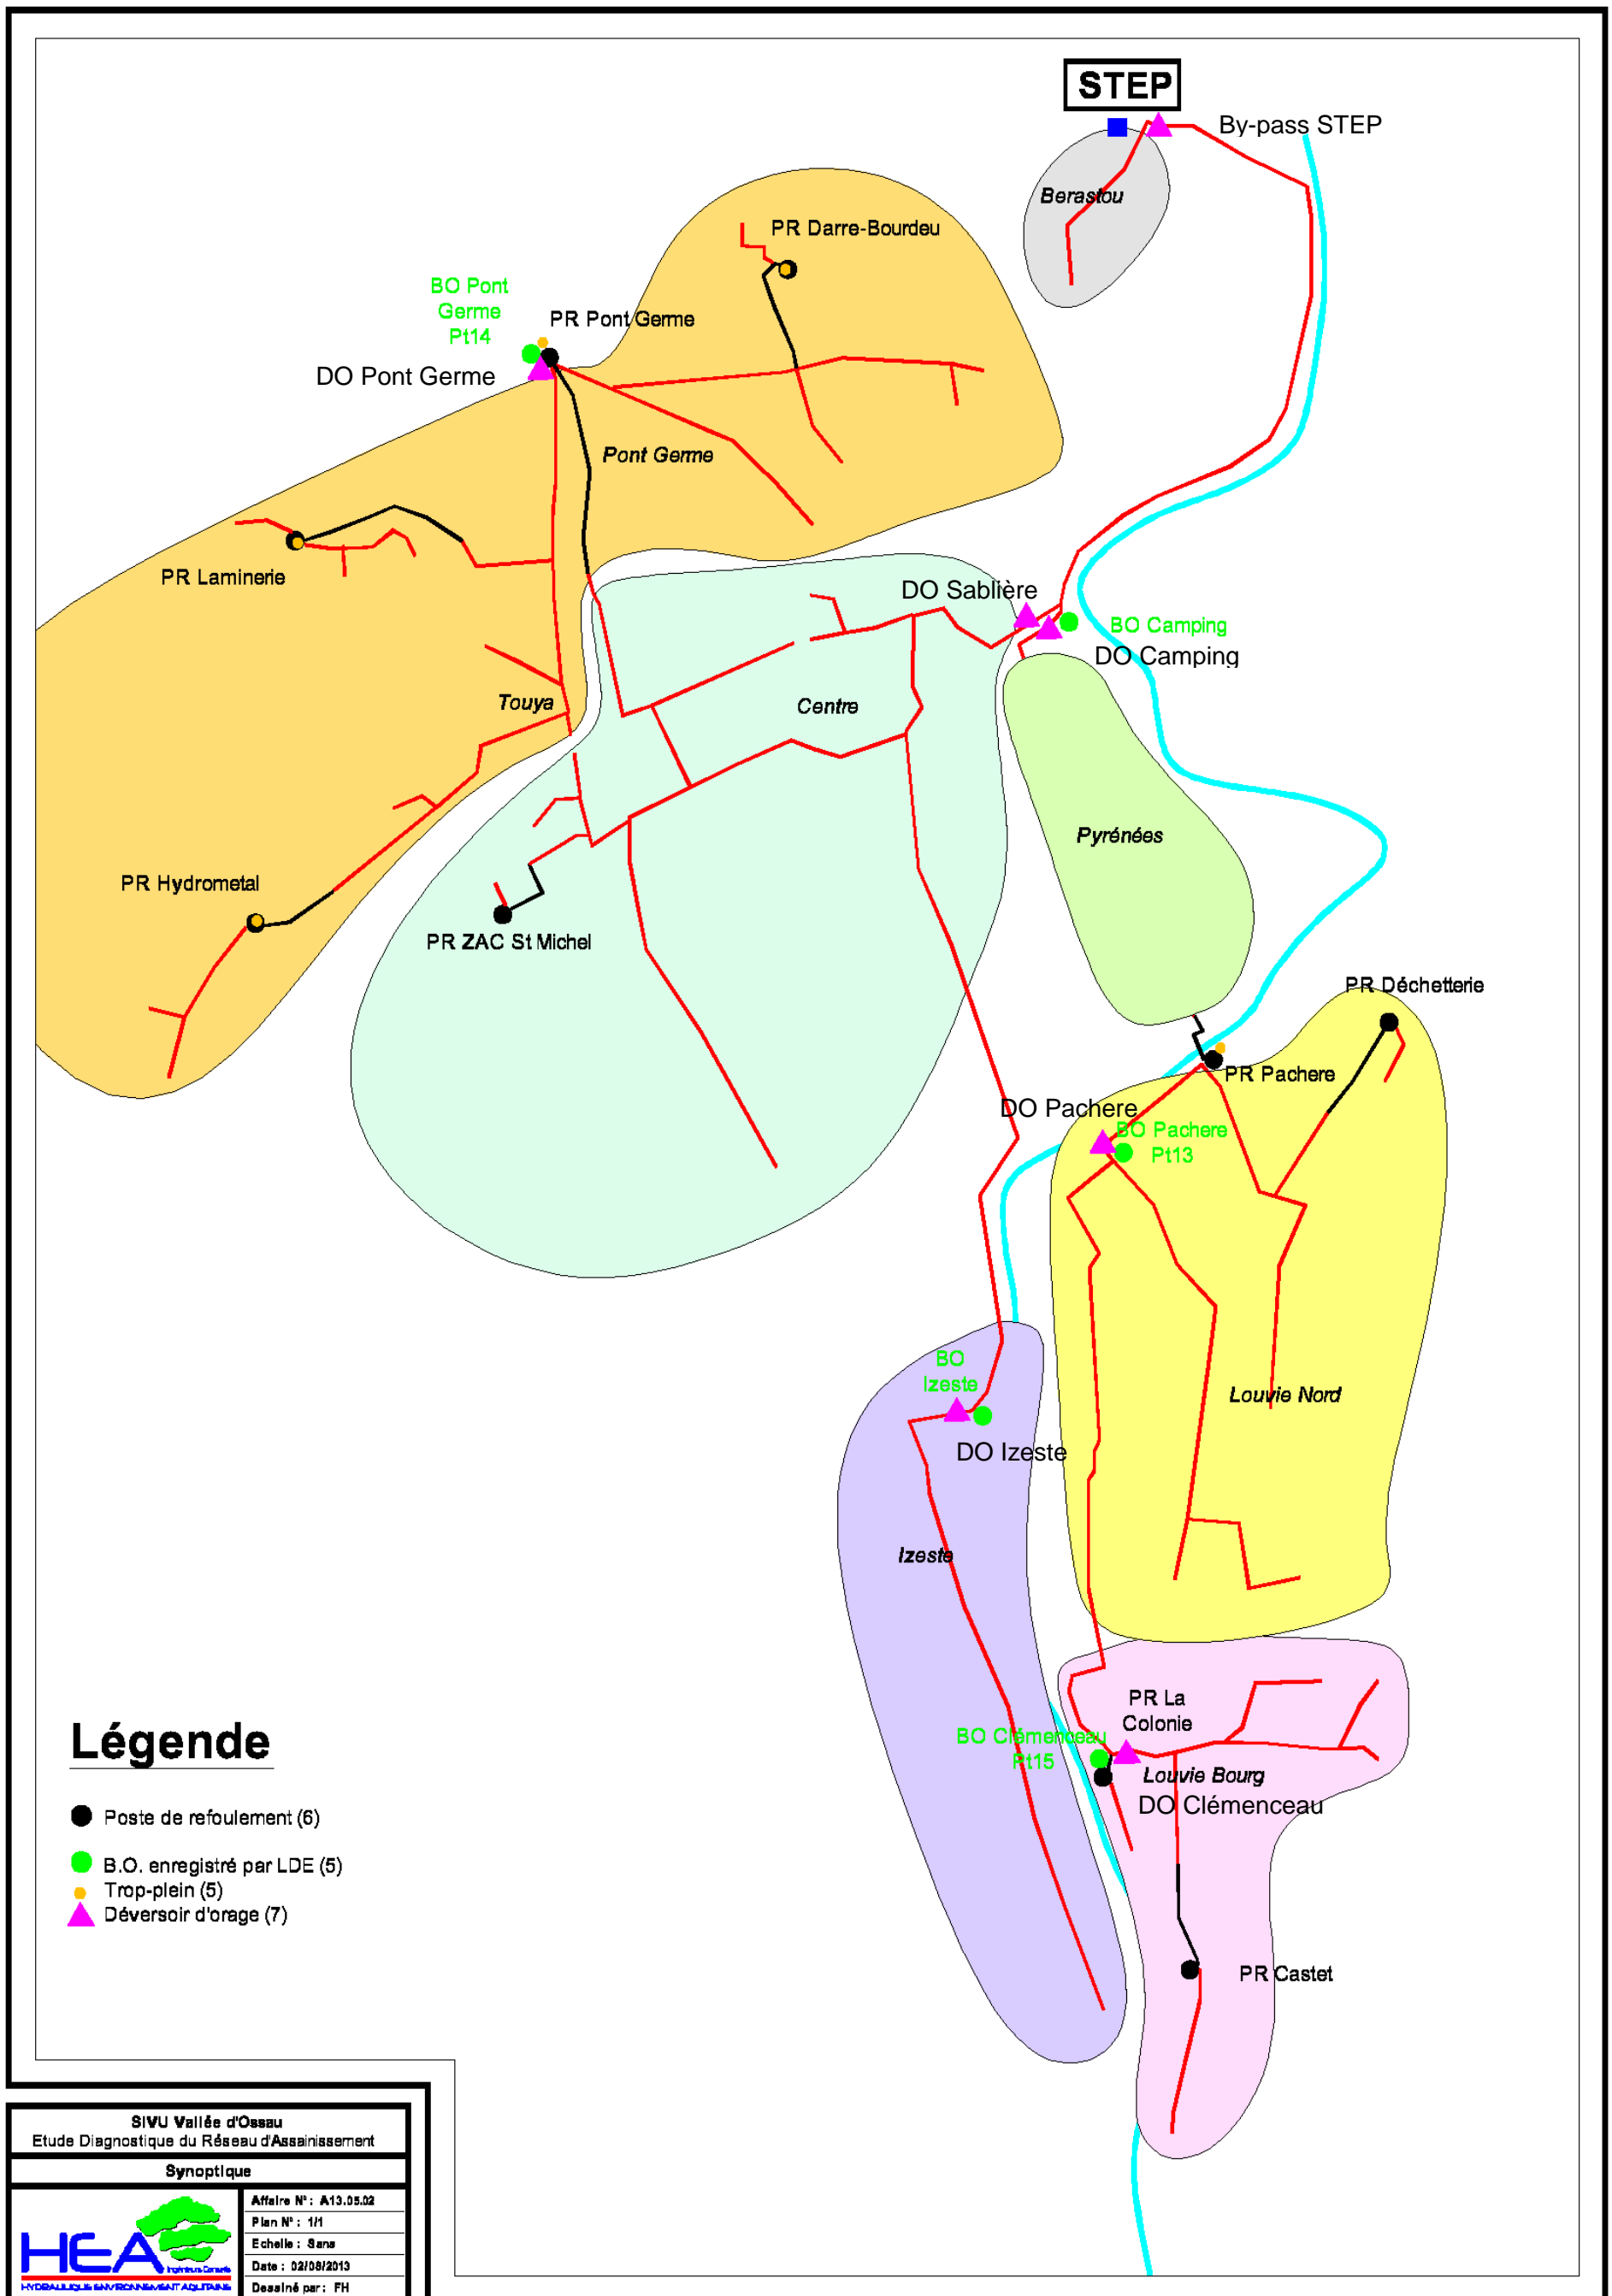 STEP
By-pass STEP
Berastou
PR Darre-Bourdeu
BO Pont
Germe
Pt14
PR Pont Germe
DO Pont Germe
Pont Germe
PR Laminerie
DO Sablière
BO Camping
DO Camping
Touya
Centre
Pyrénées
PR Hydrometal
PR ZAC St Michel
PR Déchetterie
PR Pachere
DO Pachere
BO Pachere
Pt13
BO
Izeste
Louvie Nord
DO Izeste
Izeste
PR La
Colonie
BO Clémenceau
Pt15
Louvie Bourg
DO Clémenceau
PR Castet
Légende
Poste de refoulement (6)
B.O. enregistré par LDE (5)
Trop-plein (5)
Déversoir d'orage (7)
SIVU Vallée d'Ossau
Etude Diagnostique du Réseau d'Assainissement
Synoptique
HEA
Ingénieurs Conseils
HYDRAULIQUE ENVIRONNEMENT AQUITAINE
Affaire N° : A13.05.02
Plan N° : 1/1
Echelle : Sans
Date : 02/08/2013
Dessiné par : FH